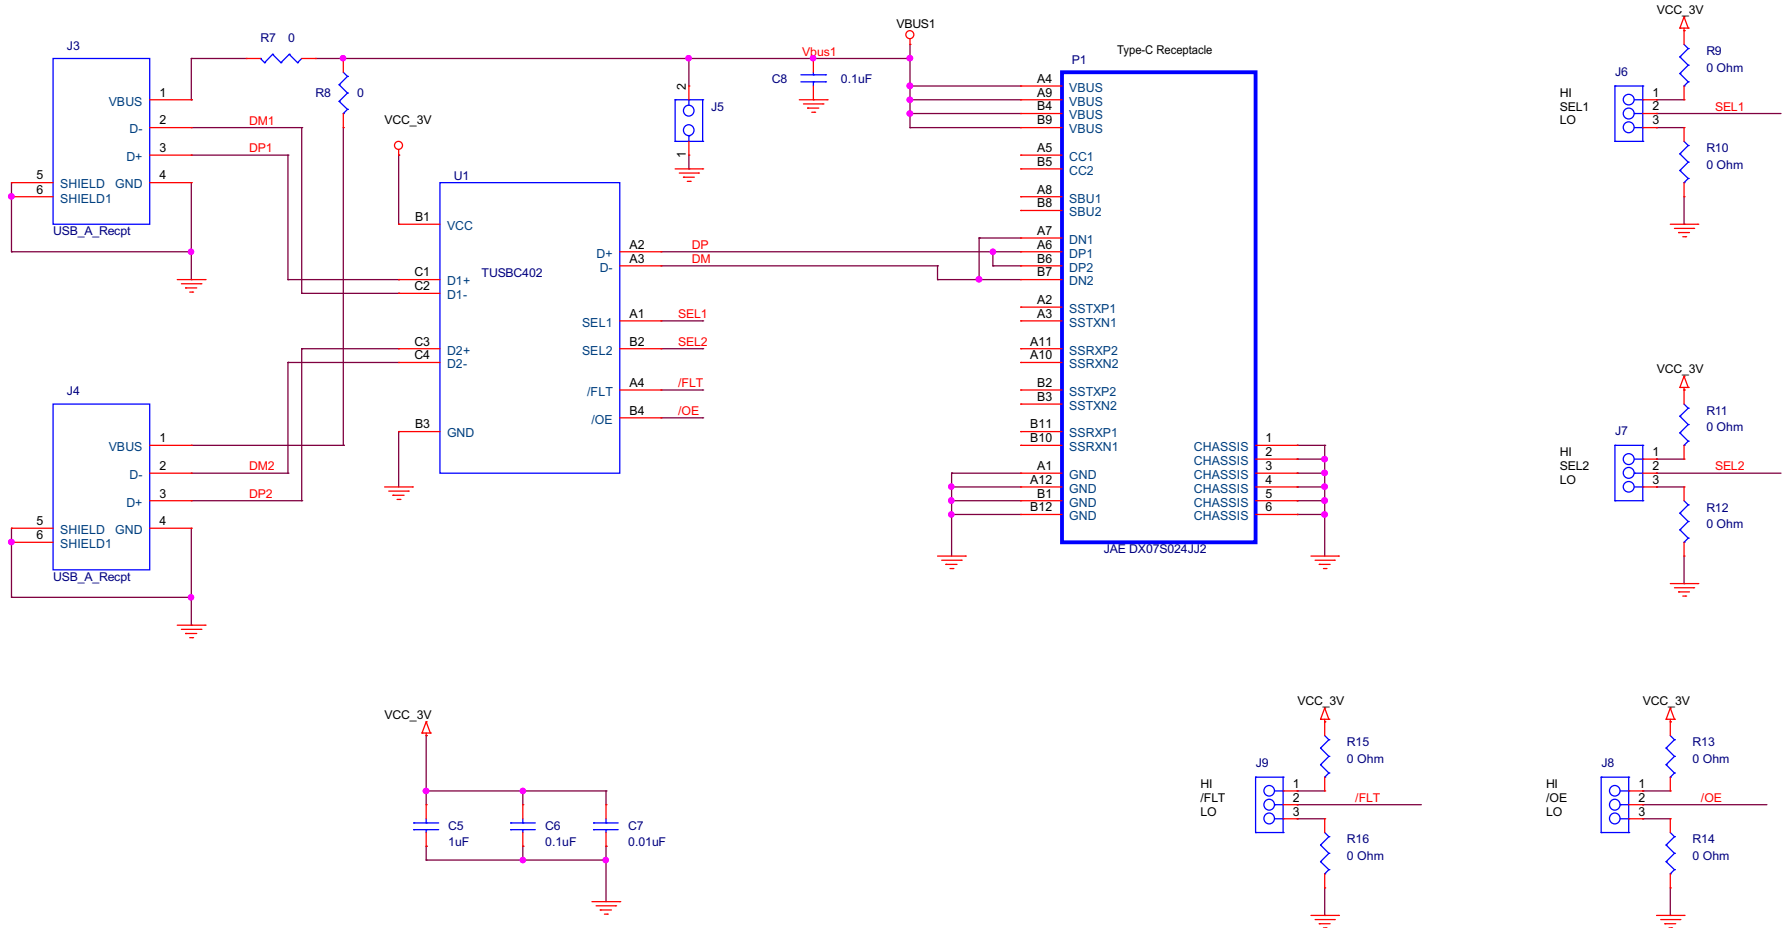 J3
R7 0
VBUS 1
D- 2
DM1
D+ 3
DP1
5 SHIELD GND 4
6 SHIELD1
USB_A_Recpt
R8 0
VCC_3V
Vbus1
VBUS1
C8 0.1uF
2
J5
1
U1
TUSBC402
B1 VCC
C1 D1+
C2 D1-
C3 D2+
C4 D2-
B3 GND
D+ A2 DP
D- A3 DM
SEL1 A1 SEL1
SEL2 B2 SEL2
/FLT A4 /FLT
/OE B4 /OE
J4
VBUS 1
D- 2
DM2
D+ 3
DP2
5 SHIELD GND 4
6 SHIELD1
USB_A_Recpt
Type-C Receptacle
P1
A4 VBUS
A9 VBUS
B4 VBUS
B9 VBUS
A5 CC1
B5 CC2
A8 SBU1
B8 SBU2
A7 DN1
A6 DP1
B6 DP2
B7 DN2
A2 SSTXP1
A3 SSTXN1
A11 SSRXP2
A10 SSRXN2
B2 SSTXP2
B3 SSTXN2
B11 SSRXP1
B10 SSRXN1
A1 GND
A12 GND
B1 GND
B12 GND
CHASSIS 1
CHASSIS 2
CHASSIS 3
CHASSIS 4
CHASSIS 5
CHASSIS 6
JAE DX07S024JJ2
VCC_3V
R9
0 Ohm
J6
HI 1
SEL1 2 SEL1
LO 3
R10
0 Ohm
VCC_3V
R11
0 Ohm
J7
HI 1
SEL2 2 SEL2
LO 3
R12
0 Ohm
VCC_3V
C5
1uF
C6
0.1uF
C7
0.01uF
VCC_3V
R15
0 Ohm
J9
HI 1
/FLT 2 /FLT
LO 3
R16
0 Ohm
VCC_3V
R13
0 Ohm
J8
HI 1
/OE 2 /OE
LO 3
R14
0 Ohm